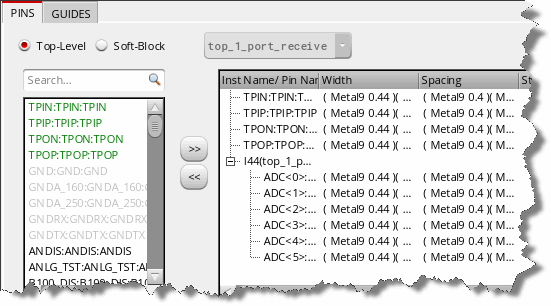 PINS GUIDES
Top-Level Soft-Block top_1_port_receive
Search...
TPIN:TPIN:TPIN
TPIP:TPIP:TPIP
TPON:TPON:TPON
TPOP:TPOP:TPOP
GND:GND:GND
GNDA_160:GNDA_160:
GNDA_250:GNDA_250:
GNDRX:GNDRX:GNDRX
GNDTX:GNDTX:GNDTX
ANDIS:ANDIS:ANDIS
ANLG_TST:ANLG_TST:
>>
<<
Inst Name/ Pin Nar Width Spacing St
TPIN:TPIN:T... ( Metal9 0.44 )( ... ( Metal9 0.4 )( M...
TPIP:TPIP:TPIP ( Metal9 0.44 )( ... ( Metal9 0.4 )( M...
TPON:TPON:... ( Metal9 0.44 )( ... ( Metal9 0.4 )( M...
TPOP:TPOP:... ( Metal9 0.44 )( ... ( Metal9 0.4 )( M...
I44(top_1_p...
ADC<0>:... ( Metal9 0.44 )( ... ( Metal9 0.4 )( M...
ADC<1>:... ( Metal9 0.44 )( ... ( Metal9 0.4 )( M...
ADC<2>:... ( Metal9 0.44 )( ... ( Metal9 0.4 )( M...
ADC<3>:... ( Metal9 0.44 )( ... ( Metal9 0.4 )( M...
ADC<4>:... ( Metal9 0.44 )( ... ( Metal9 0.4 )( M...
ADC<5>:... ( Metal9 0.44 )( ... ( Metal9 0.4 )( M...